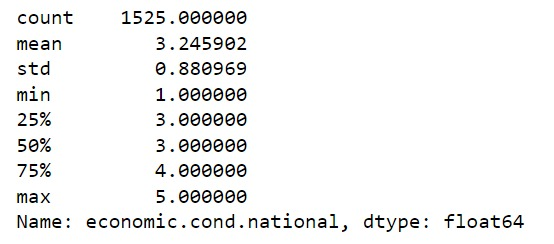 count    1525.000000
mean        3.245902
std         0.880969
min         1.000000
25%         3.000000
50%         3.000000
75%         4.000000
max         5.000000
Name: economic.cond.national, dtype: float64